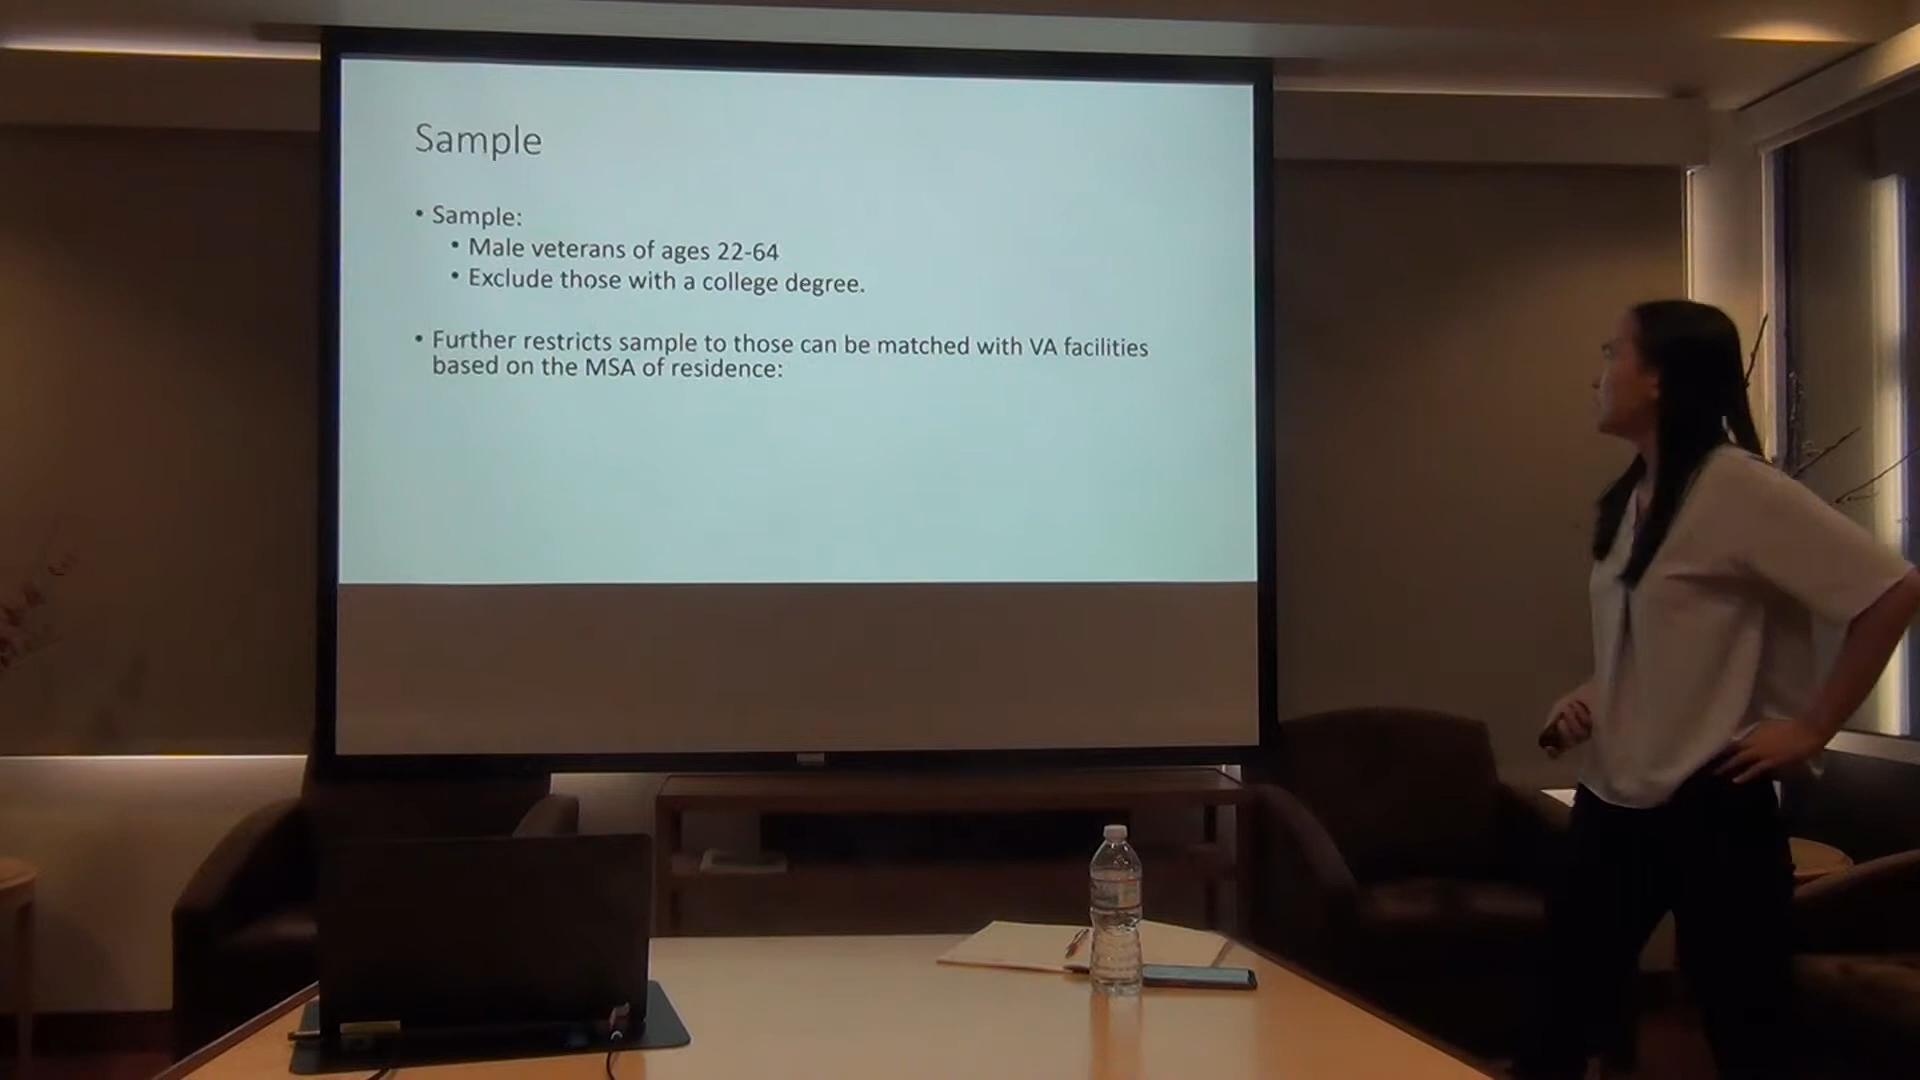 Sample
• Sample:
• Male veterans of ages 22-64
• Exclude those with a college degree.
• Further restricts sample to those can be matched with VA facilities
based on the MSA of residence: